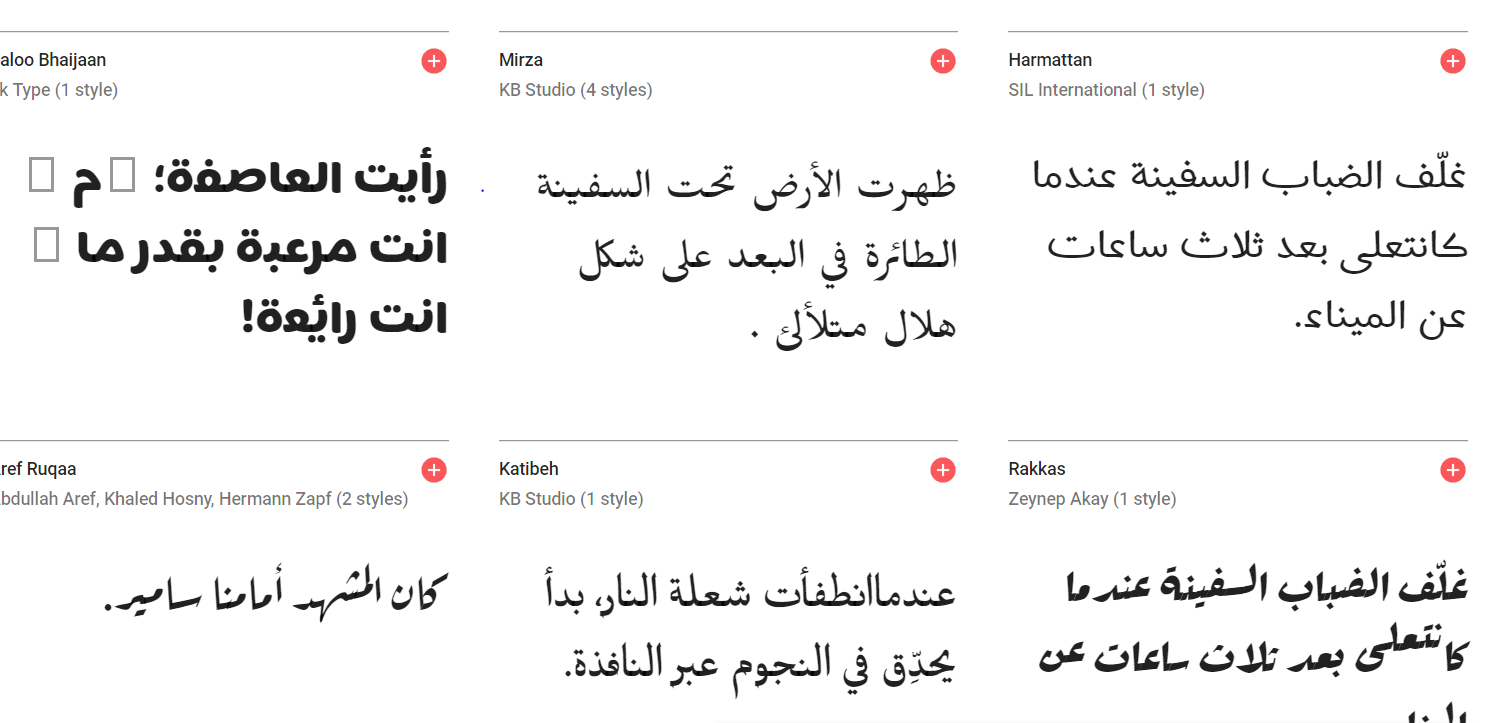 aloo Bhaijaan
k Type (1 style)
رأيت العاصفة؛ م
انت مرعبة بقدر ما
انت رائعة!
Mirza
KB Studio (4 styles)
ظهرت الأرض تحت السفينة
الطائرة في البعد على شكل
هلال متلألئ .
Harmattan
SIL International (1 style)
غلّف الضباب السفينة عندما
كانتعلى بعد ثلاث ساعات
عن الميناء.
ref Ruqaa
bdullah Aref, Khaled Hosny, Hermann Zapf (2 styles)
كان المشهد أمامنا سامير.
Katibeh
KB Studio (1 style)
عندماانطفأت شعلة النار، بدأ
يحدِّق في النجوم عبر النافذة.
Rakkas
Zeynep Akay (1 style)
غلّف الضباب السفينة عندما
كانتعلى بعد ثلاث ساعات عن